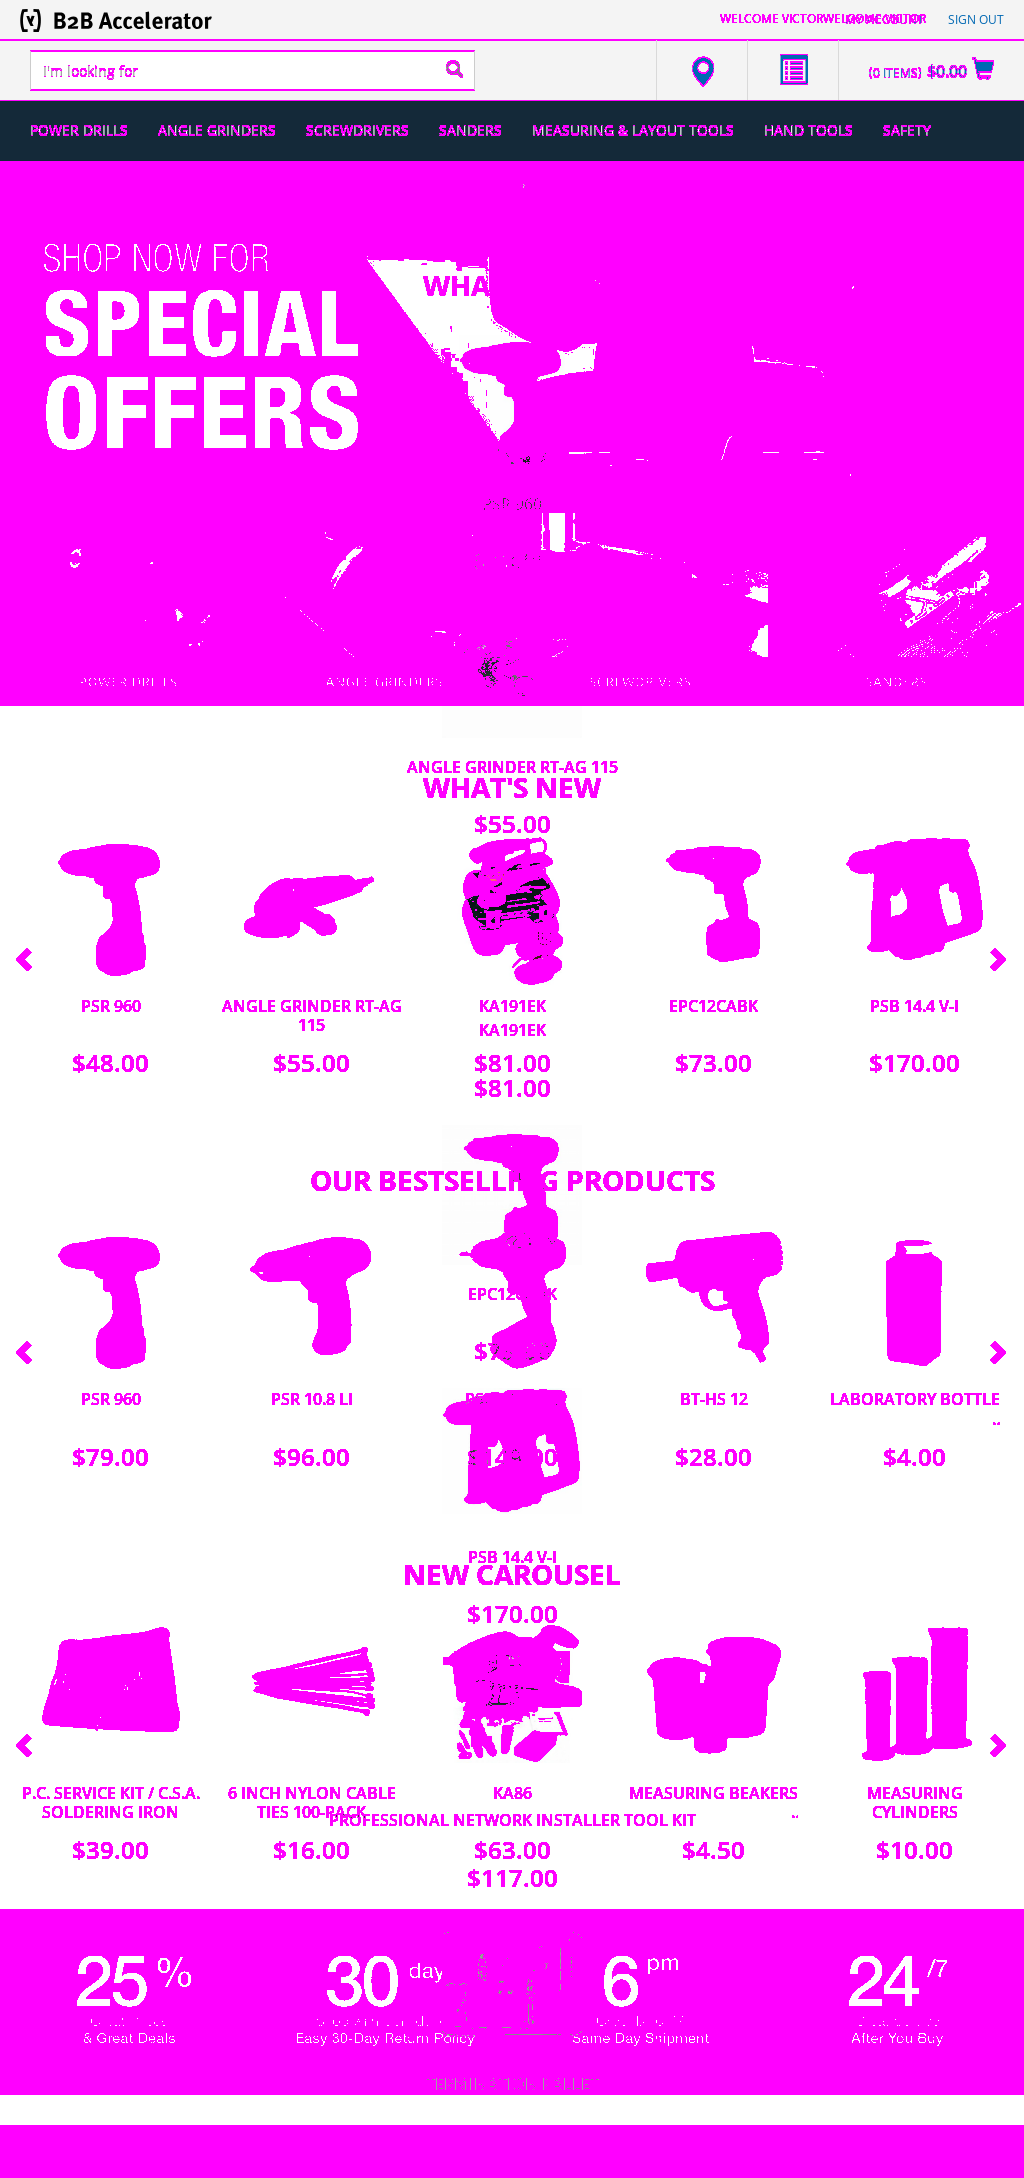 B2B Accelerator
WELCOME VICTOR WELCOME VISITOR MY ACCOUNT SIGN OUT
I'm looking for
(0 ITEMS) $0.00
POWER DRILLS ANGLE GRINDERS SCREWDRIVERS SANDERS MEASURING & LAYOUT TOOLS HAND TOOLS SAFETY
SHOP NOW FOR
SPECIAL
OFFERS
WHA
POWER DRILLS ANGLE GRINDERS SCREWDRIVERS SANDERS
ANGLE GRINDER RT-AG 115
WHAT'S NEW
$55.00
PSR 960 ANGLE GRINDER RT-AG 115 KA191EK EPC12CABK PSB 14.4 V-I
KA191EK
$48.00 $55.00 $81.00 $73.00 $170.00
$81.00
OUR BESTSELLING PRODUCTS
PSR 960 PSR 10.8 LI BT-HS 12 LABORATORY BOTTLE ..
$79.00 $96.00 $28.00 $4.00
PSB 14.4 V-I
NEW CAROUSEL
$170.00
P.C. SERVICE KIT / C.S.A. SOLDERING IRON 6 INCH NYLON CABLE TIES 100-PACK KA86 MEASURING BEAKERS .. MEASURING CYLINDERS
PROFESSIONAL NETWORK INSTALLER TOOL KIT
$39.00 $16.00 $63.00 $4.50 $10.00
$117.00
25 % 30 day 6 pm 24 /7
& Great Deals Easy 30-Day Return Policy Same Day Shipment After You Buy